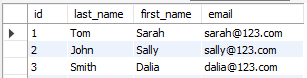 id last_name first_name email
1 Tom Sarah sarah@123.com
2 John Sally sally@123.com
3 Smith Dalia dalia@123.com